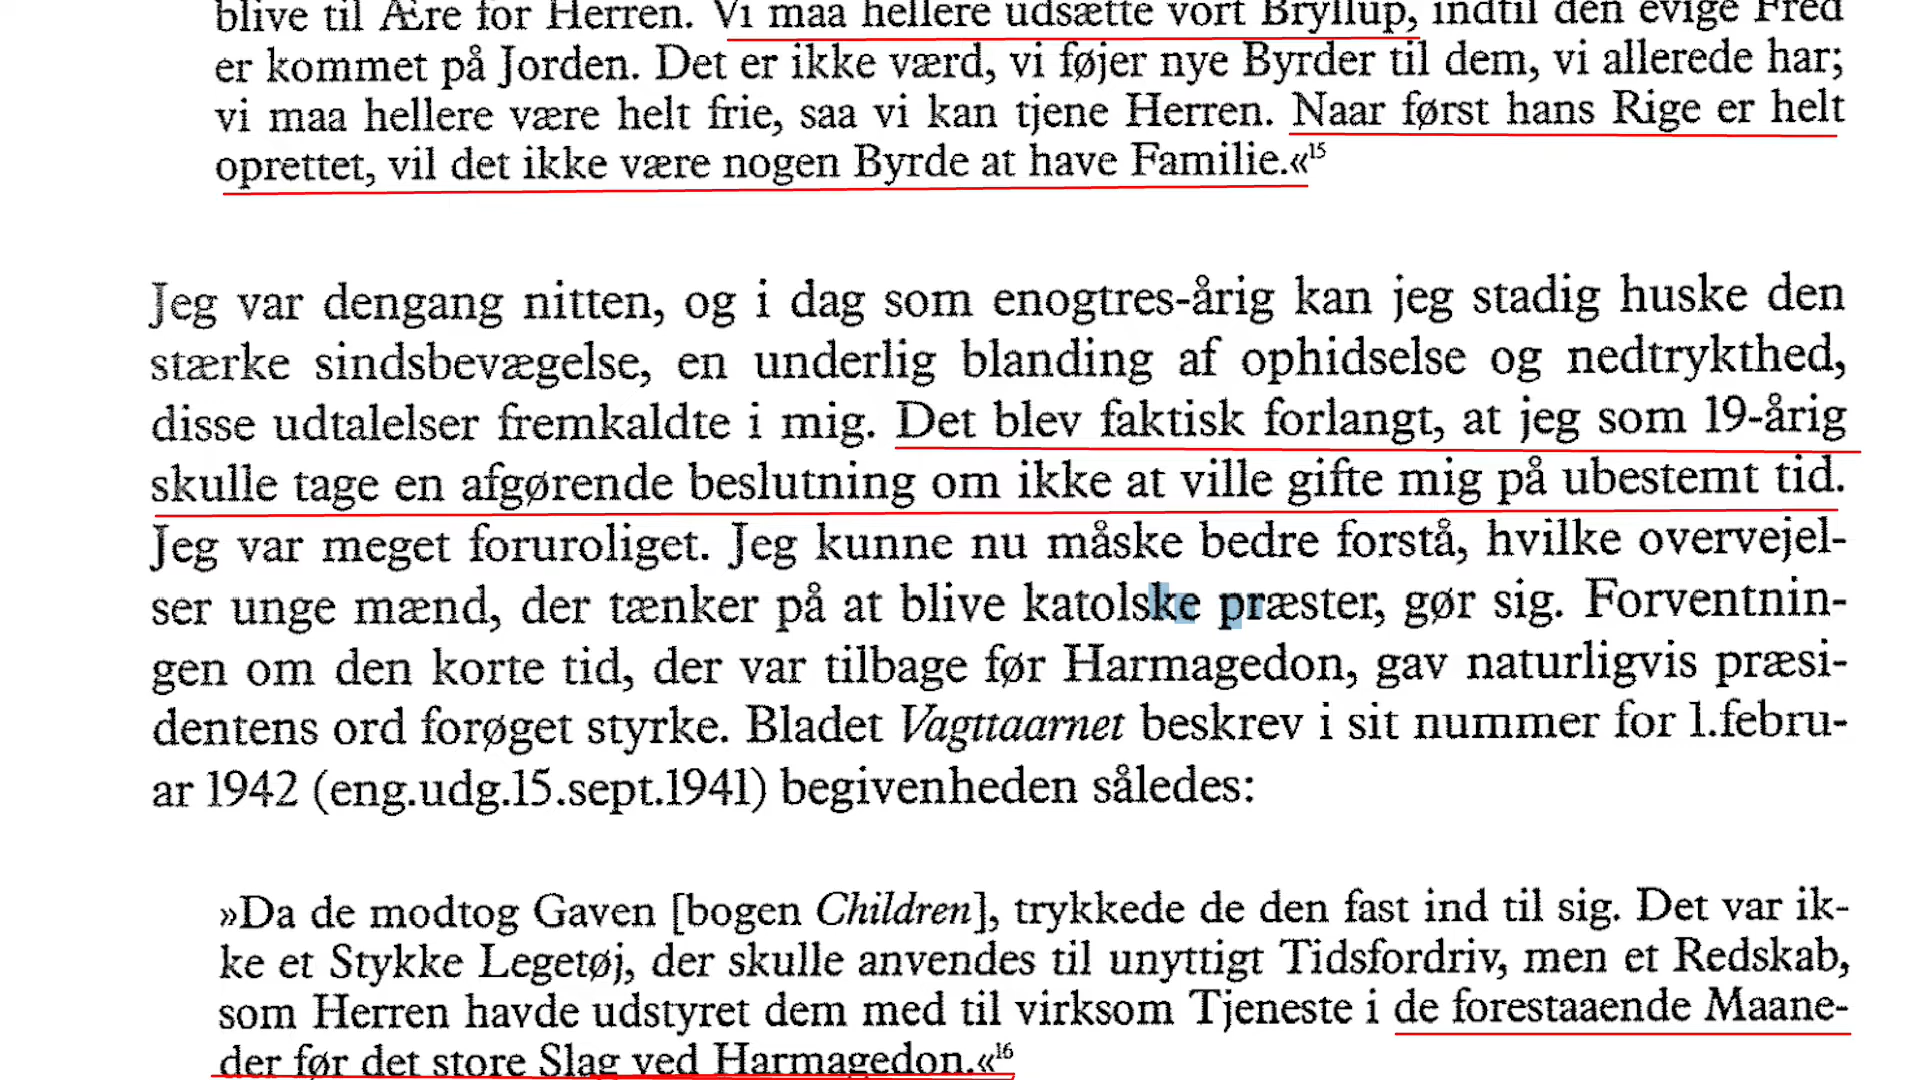 blive til Ære for Herren. Vi maa hellere udsætte vort Bryllup, indtil den evige Fred
er kommet på Jorden. Det er ikke værd, vi føjer nye Byrder til dem, vi allerede har;
vi maa hellere være helt frie, saa vi kan tjene Herren. Naar først hans Rige er helt
oprettet, vil det ikke være nogen Byrde at have Familie.«15
Jeg var dengang nitten, og i dag som enogtres-årig kan jeg stadig huske den
stærke sindsbevægelse, en underlig blanding af ophidselse og nedtrykthed,
disse udtalelser fremkaldte i mig. Det blev faktisk forlangt, at jeg som 19-årig
skulle tage en afgørende beslutning om ikke at ville gifte mig på ubestemt tid.
Jeg var meget foruroliget. Jeg kunne nu måske bedre forstå, hvilke overvejel-
ser unge mænd, der tænker på at blive katolske præster, gør sig. Forventnin-
gen om den korte tid, der var tilbage før Harmagedon, gav naturligvis præsi-
dentens ord forøget styrke. Bladet Vagttaarnet beskrev i sit nummer for 1.febru-
ar 1942 (eng.udg.15.sept.1941) begivenheden således:
»Da de modtog Gaven [bogen Children], trykkede de den fast ind til sig. Det var ik-
ke et Stykke Legetøj, der skulle anvendes til unyttigt Tidsfordriv, men et Redskab,
som Herren havde udstyret dem med til virksom Tjeneste i de forestaaende Maane-
der før det store Slag ved Harmagedon.«16